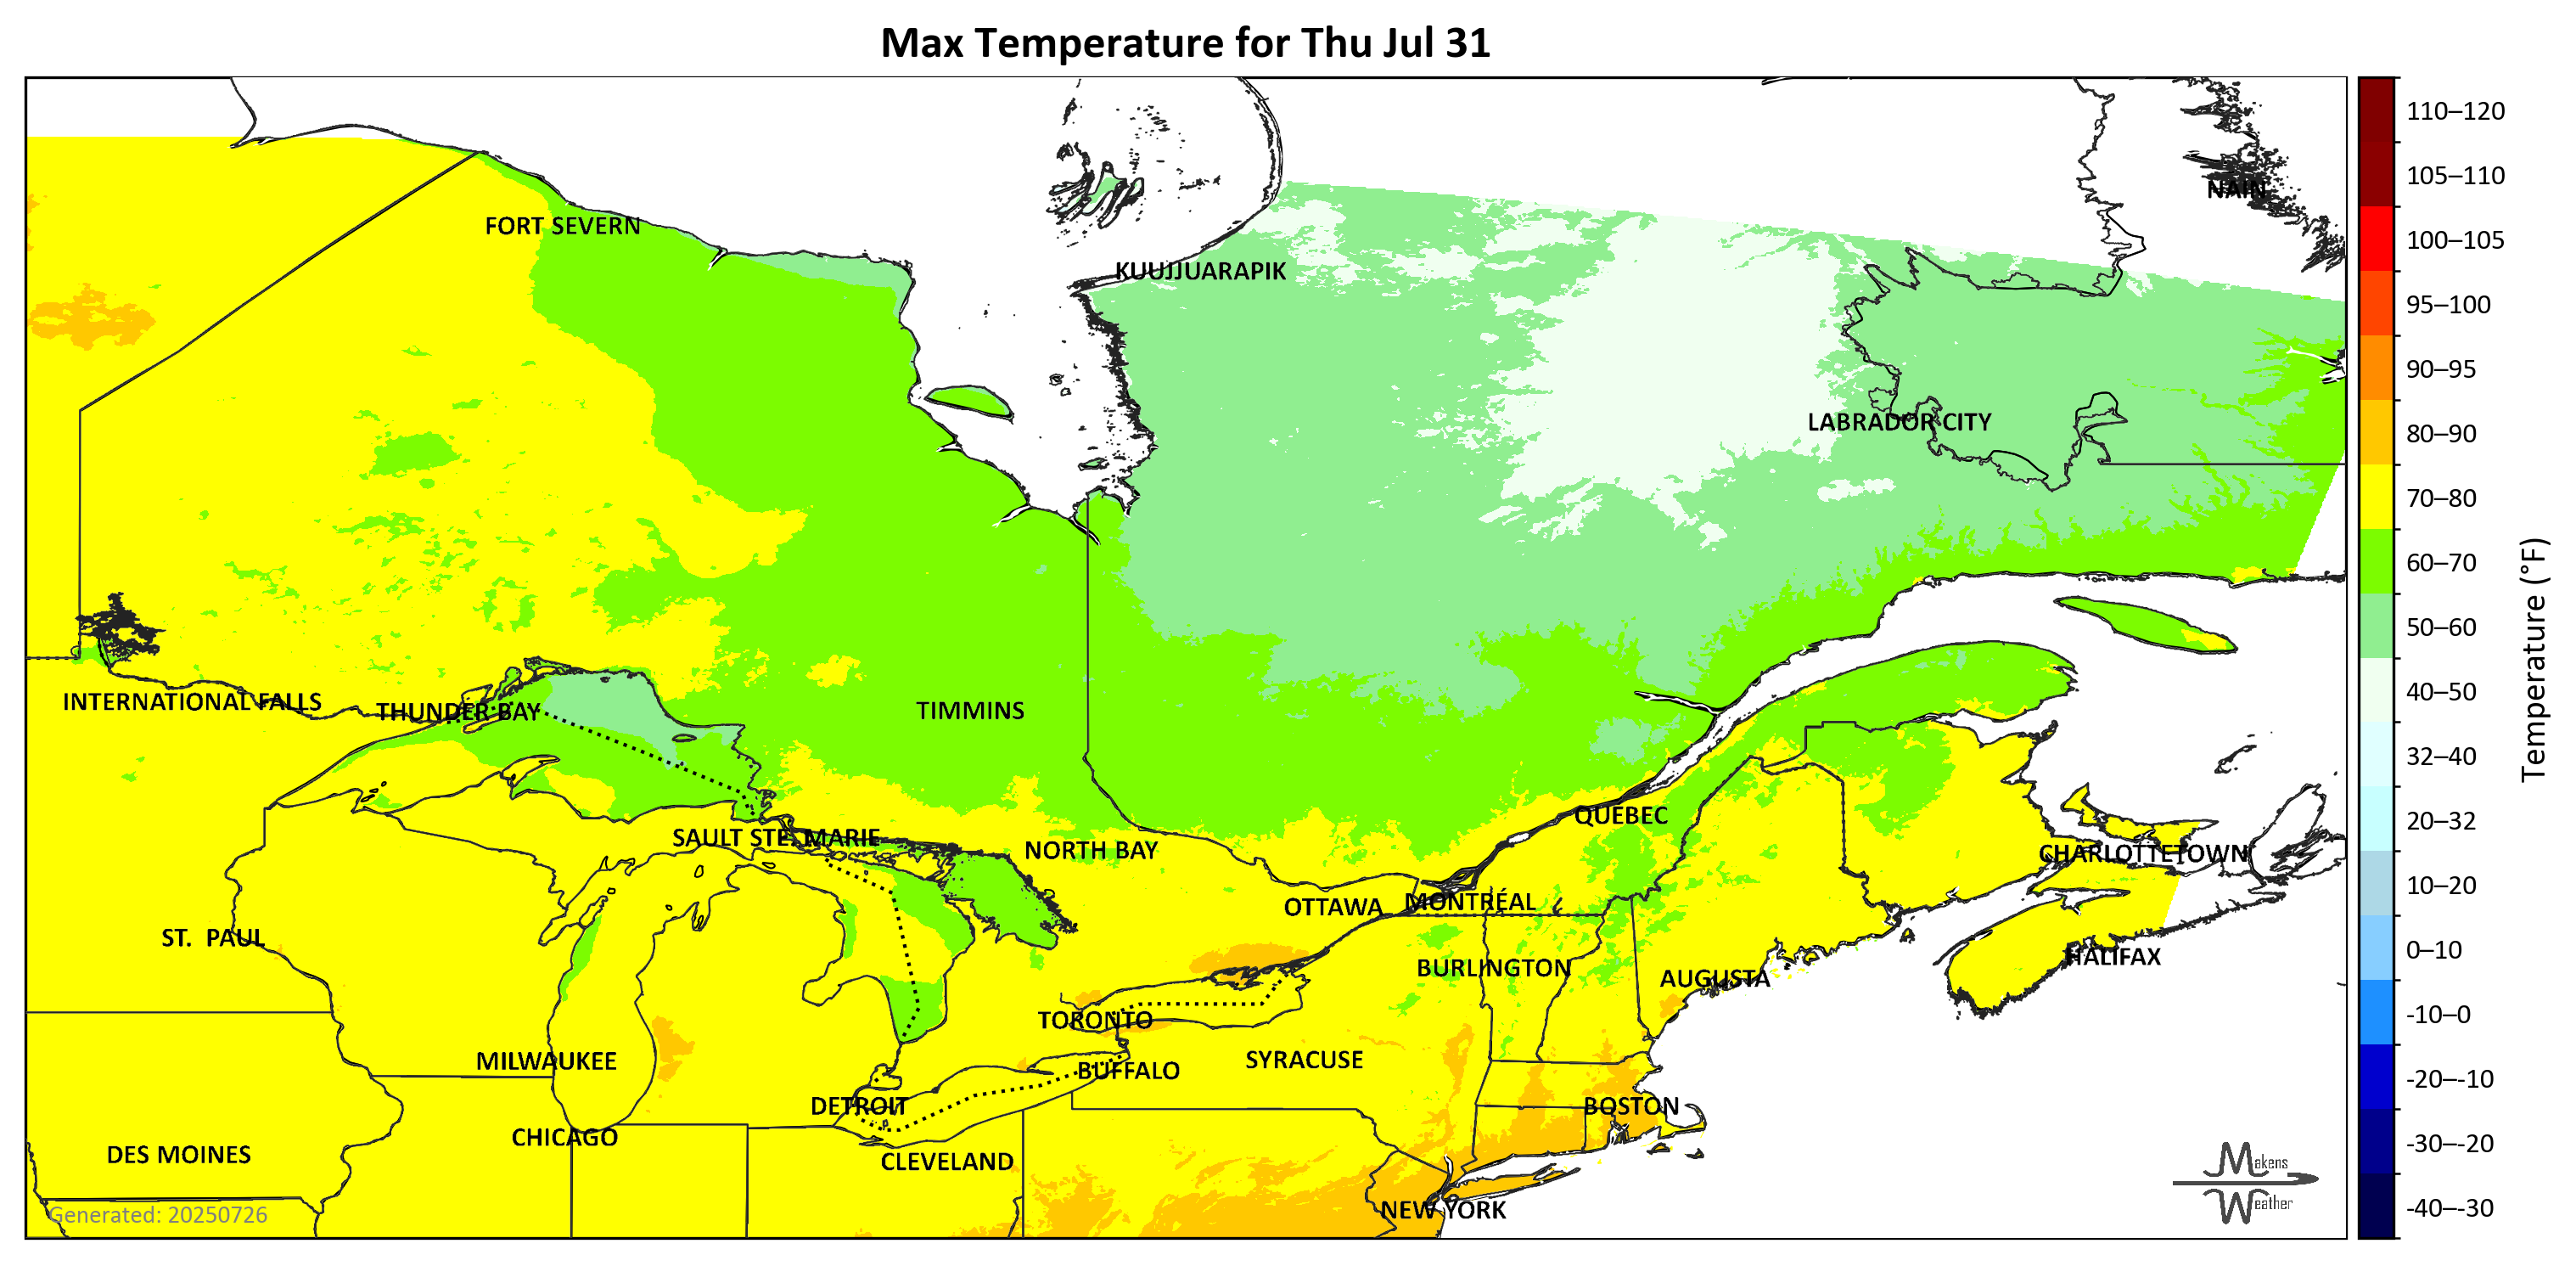 Max Temperature for Thu Jul 31
110–120
105–110
NAIN
FORT SEVERN
100–105
KUUJJUARAPIK
95–100
90–95
LABRADOR CITY
80–90
70–80
60–70
50–60
Temperature (°F)
40–50
INTERNATIONAL FALLS
THUNDER BAY
TIMMINS
32–40
QUÉBEC
20–32
SAULT STE. MARIE
NORTH BAY
CHARLOTTETOWN
10–20
OTTAWA
MONTRÉAL
ST.  PAUL
0–10
BURLINGTON
AUGUSTA
HALIFAX
-10–0
TORONTO
MILWAUKEE
BUFFALO
SYRACUSE
-20–-10
DETROIT
BOSTON
CHICAGO
-30–-20
DES MOINES
CLEVELAND
Makens
Weather
NEW YORK
-40–-30
Generated: 20250726